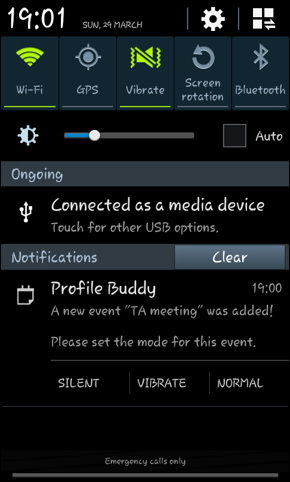 19:01 SUN, 29 MARCH
Wi-Fi GPS Vibrate Screen rotation Bluetooth
Auto
Ongoing
Connected as a media device
Touch for other USB options.
Notifications Clear
Profile Buddy 19:00
A new event "TA meeting" was added!
Please set the mode for this event.
SILENT VIBRATE NORMAL
Emergency calls only